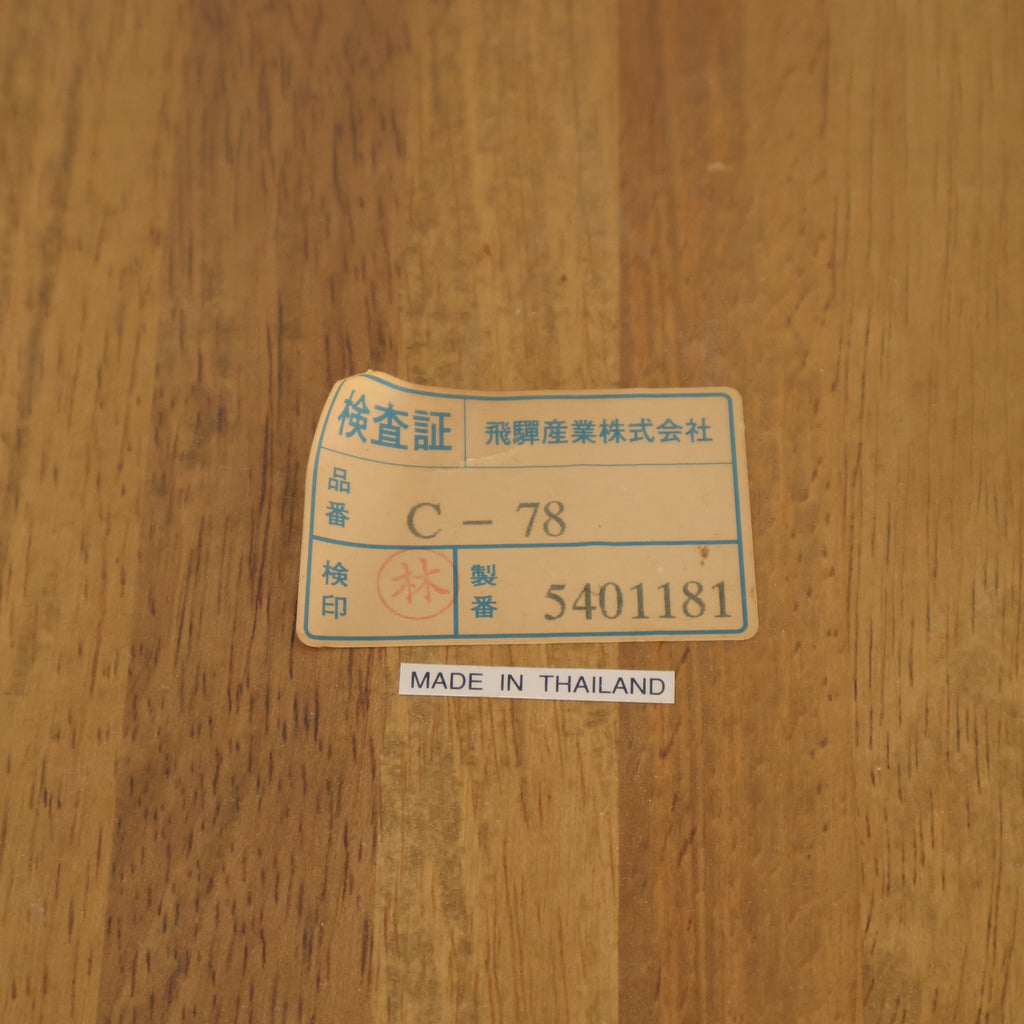 検査証 飛驒産業株式会社
品番 C - 78
検印 林 製番 5401181
MADE IN THAILAND